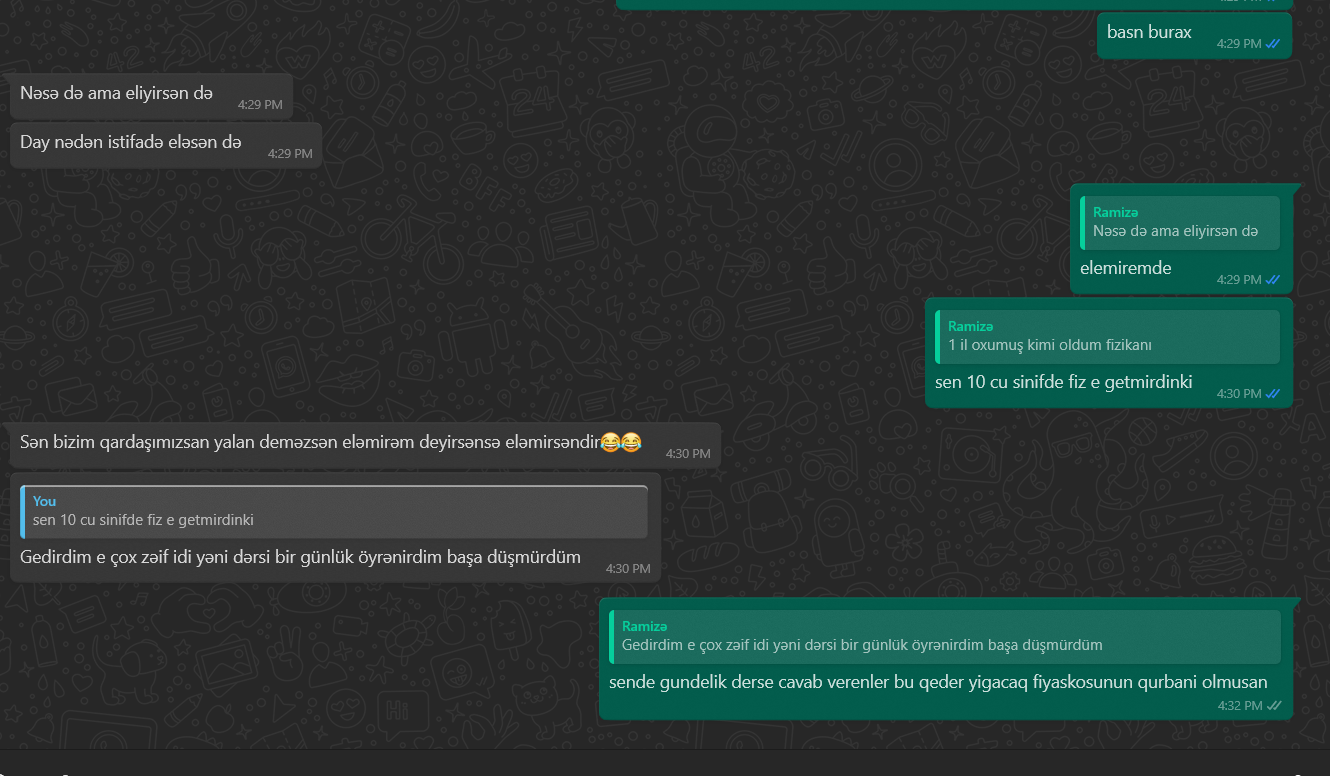 basn burax
4:29 PM
Nəsə də ama eliyirsən də
4:29 PM
Day nədən istifadə eləsən də
4:29 PM
Ramizə
Nəsə də ama eliyirsən də
elemiremde
4:29 PM
Ramizə
1 il oxumuş kimi oldum fizikanı
sen 10 cu sinifde fiz e getmirdinki
4:30 PM
Sən bizim qardaşımızsan yalan deməzsən eləmirəm deyirsənsə eləmirsəndir😂😂
4:30 PM
You
sen 10 cu sinifde fiz e getmirdinki
Gedirdim e çox zəif idi yəni dərsi bir günlük öyrənirdim başa düşmürdüm
4:30 PM
Ramizə
Gedirdim e çox zəif idi yəni dərsi bir günlük öyrənirdim başa düşmürdüm
sende gundelik derse cavab verenler bu qeder yigacaq fiyaskosunun qurbani olmusan
4:32 PM